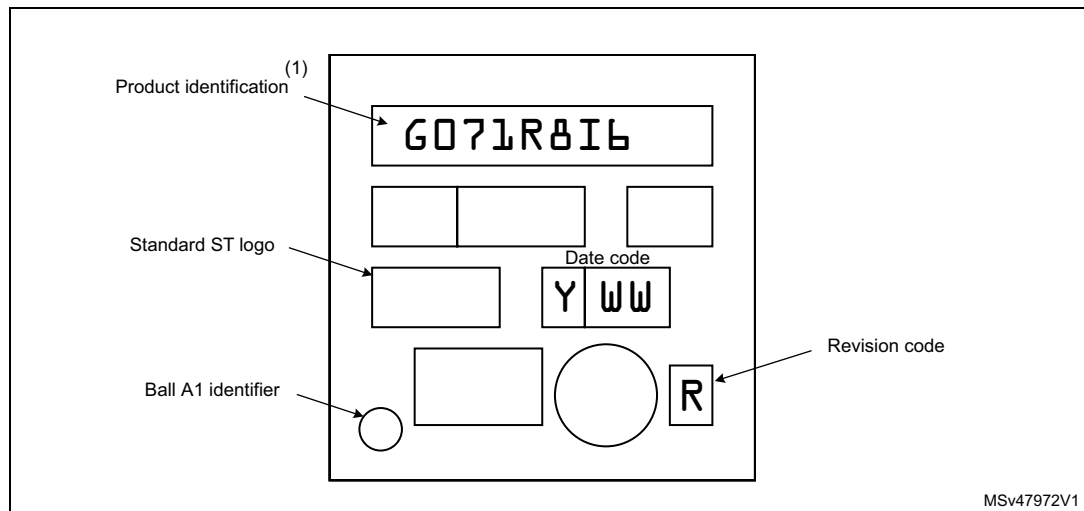 (1)
Product identification
G071R8I6
Standard ST logo
Date code
Y WW
Revision code
Ball A1 identifier
R
MSv47972V1